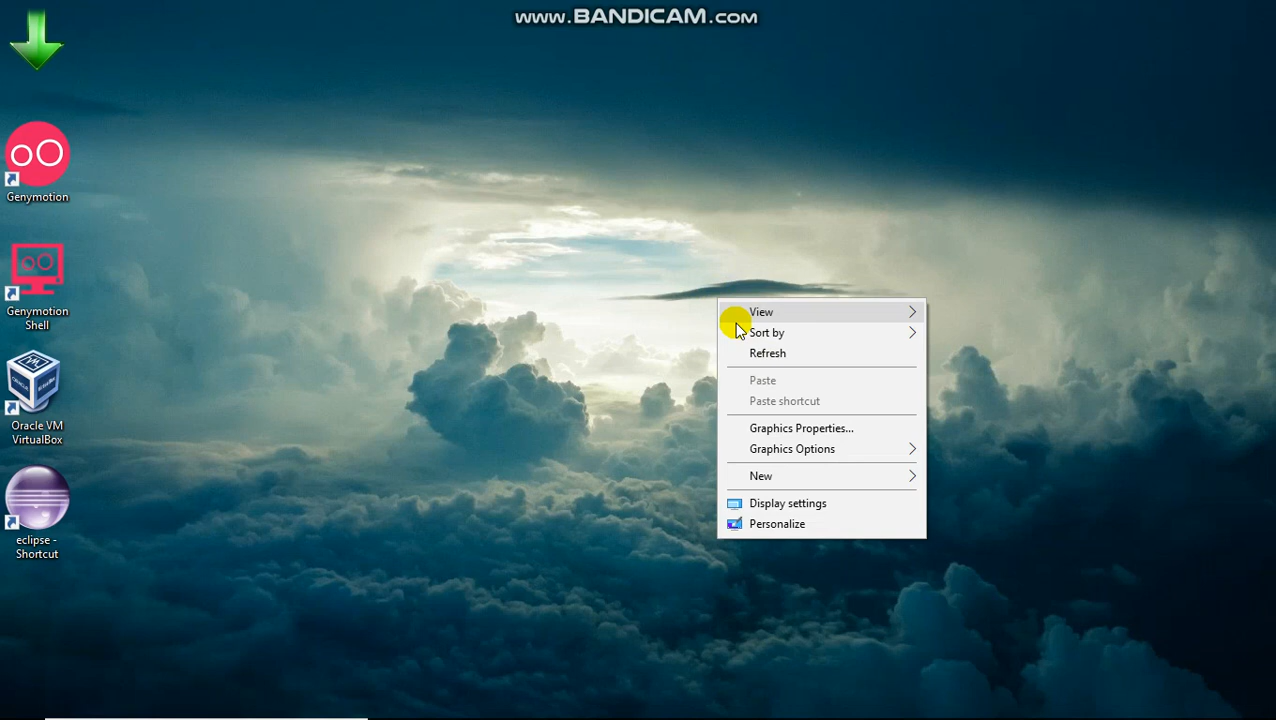 www.BANDICAM.com
Genymotion
Genymotion
Shell
Oracle VM
VirtualBox
eclipse -
Shortcut
View
Sort by
Refresh
Paste
Paste shortcut
Graphics Properties...
Graphics Options
New
Display settings
Personalize